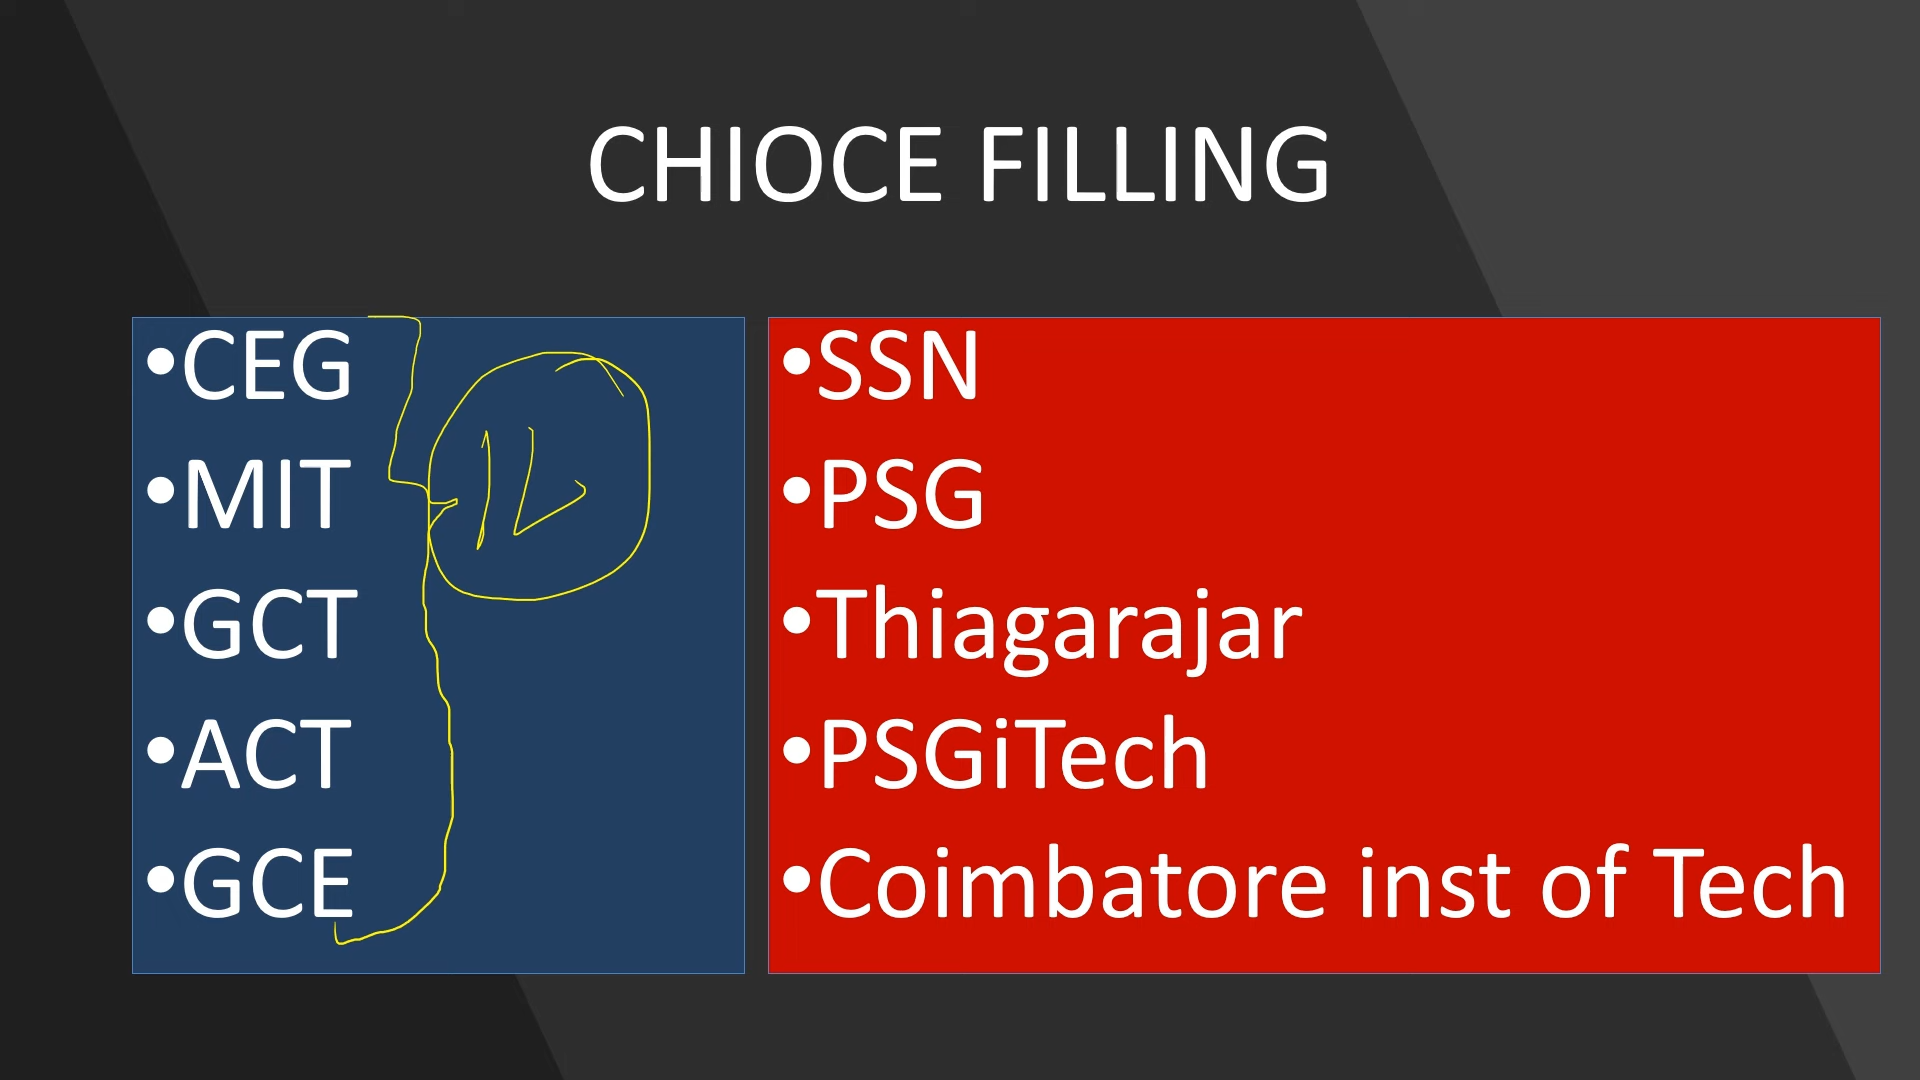 CHIOCE FILLING
•CEG
•MIT
•GCT
•ACT
•GCE
•SSN
•PSG
•Thiagarajar
•PSGiTech
•Coimbatore inst of Tech